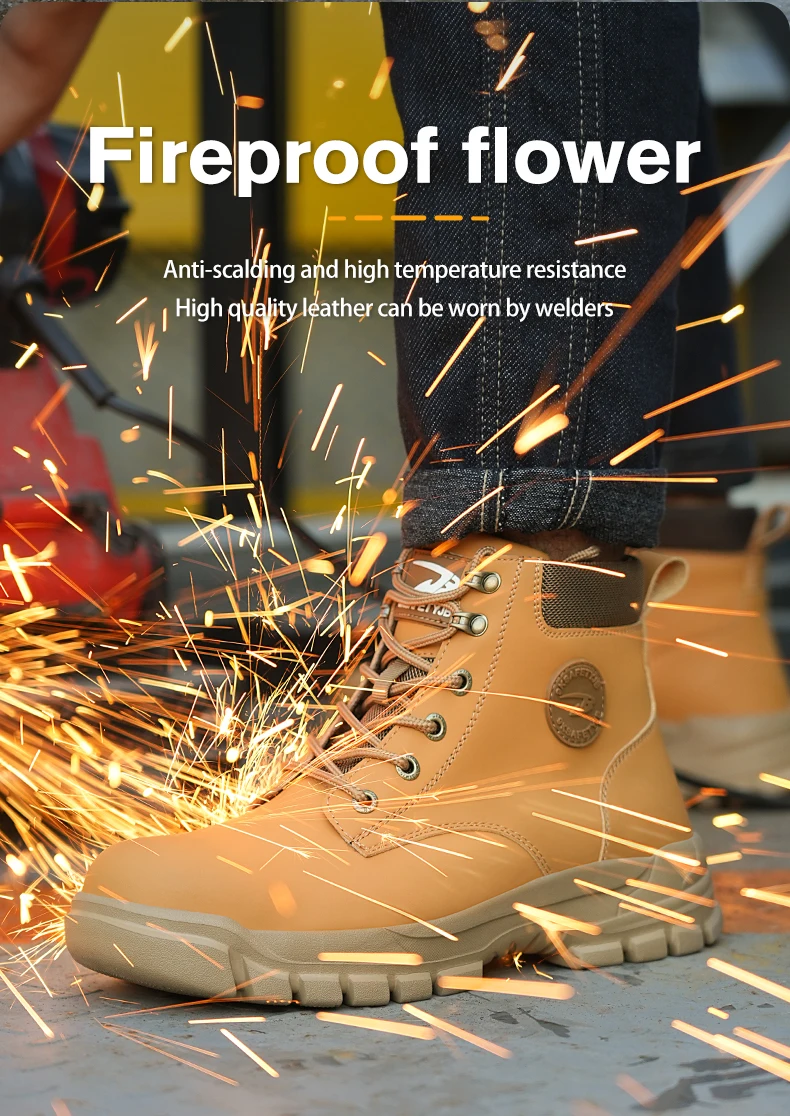 Fireproof flower
Anti-scalding and high temperature resistance
High quality leather can be worn by welders